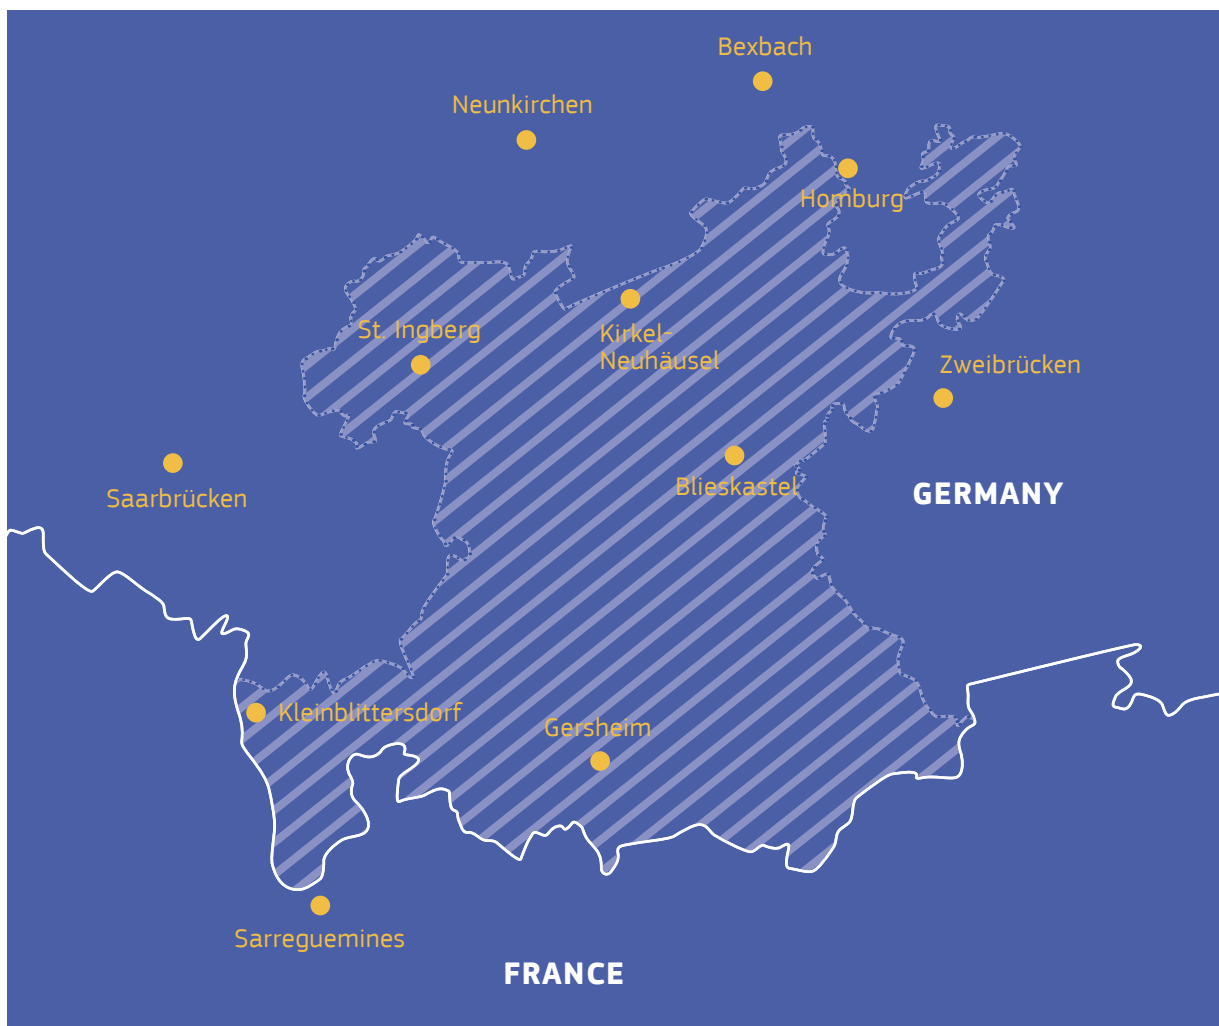 Bexbach
Neunkirchen
Homburg
St. Ingberg
Kirkel-
Neuhäusel
Zweibrücken
Saarbrücken
Blieskastel
GERMANY
Kleinblittersdorf
Gersheim
Sarreguemines
FRANCE